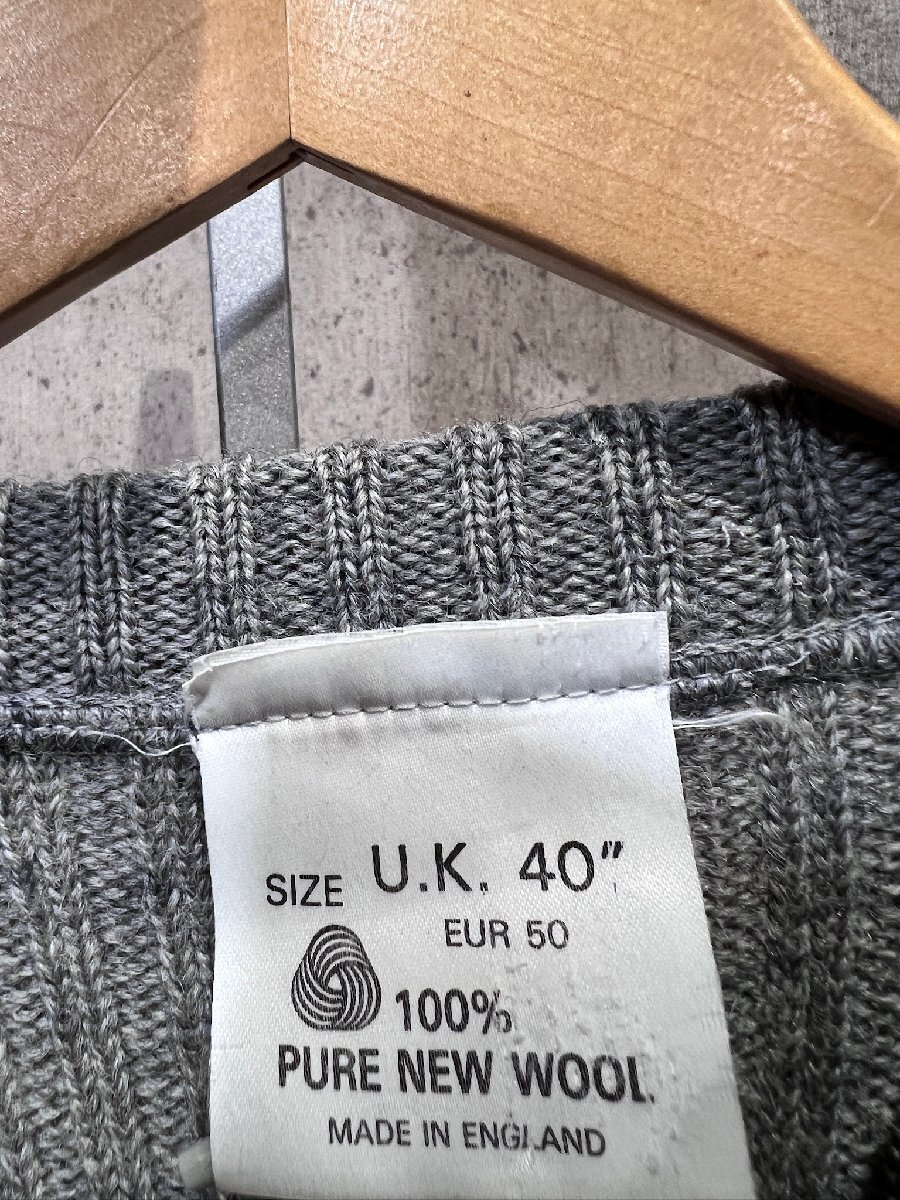 SIZE U.K. 40"
EUR 50
100%
PURE NEW WOOL
MADE IN ENGLAND